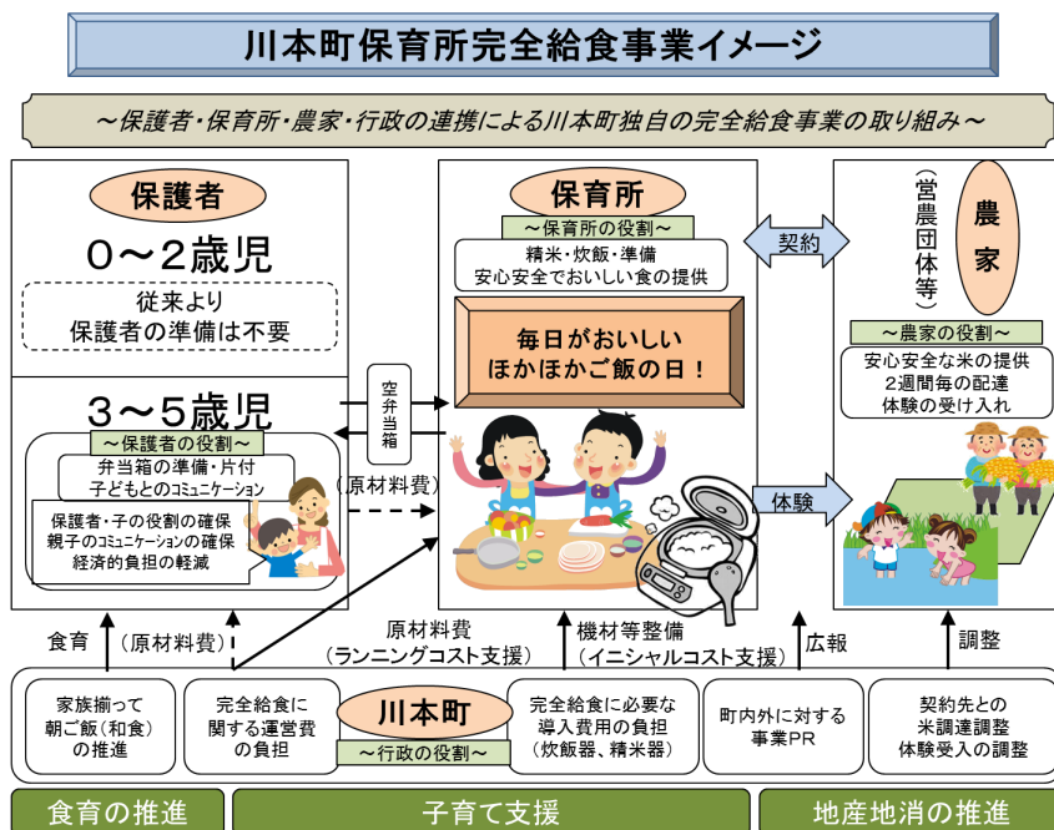 川本町保育所完全給食事業イメージ
～保護者・保育所・農家・行政の連携による川本町独自の完全給食事業の取り組み～
保護者
０～２歳児
従来より
保護者の準備は不要
３～５歳児
～保護者の役割～
弁当箱の準備・片付
子どもとのコミュニケーション
保護者・子の役割の確保
親子のコミュニケーションの確保
経済的負担の軽減
空弁当箱
(原材料費)
保育所
～保育所の役割～
精米・炊飯・準備
安心安全でおいしい食の提供
毎日がおいしい
ほかほかご飯の日！
契約
体験
農家
(営農団体等)
～農家の役割～
安心安全な米の提供
２週間毎の配達
体験の受け入れ
食育
(原材料費)
原材料費
(ランニングコスト支援)
機材等整備
(イニシャルコスト支援)
広報
調整
家族揃って
朝ご飯(和食)
の推進
完全給食に
関する運営費
の負担
川本町
～行政の役割～
完全給食に必要な
導入費用の負担
(炊飯器、精米器)
町内外に対する
事業ＰＲ
契約先との
米調達調整
体験受入の調整
食育の推進
子育て支援
地産地消の推進